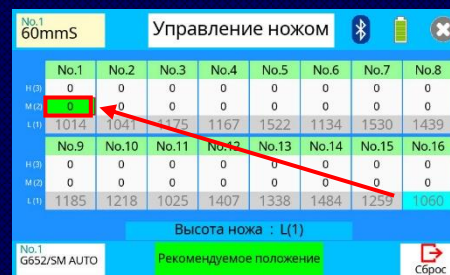 No.1
60mmS
Управление ножом
No.1 No.2 No.3 No.4 No.5 No.6 No.7 No.8
H(3) 0 0 0 0 0 0 0 0
M(2) 0 0 0 0 0 0 0 0
L(1) 1014 1041 1175 1167 1522 1134 1530 1439
No.9 No.10 No.11 No.12 No.13 No.14 No.15 No.16
H(3) 0 0 0 0 0 0 0 0
M(2) 0 0 0 0 0 0 0 0
L(1) 1185 1218 1025 1407 1338 1484 1259 1060
Высота ножа : L(1)
No.1
G652/SM AUTO
Рекомендуемое положение
Сброс